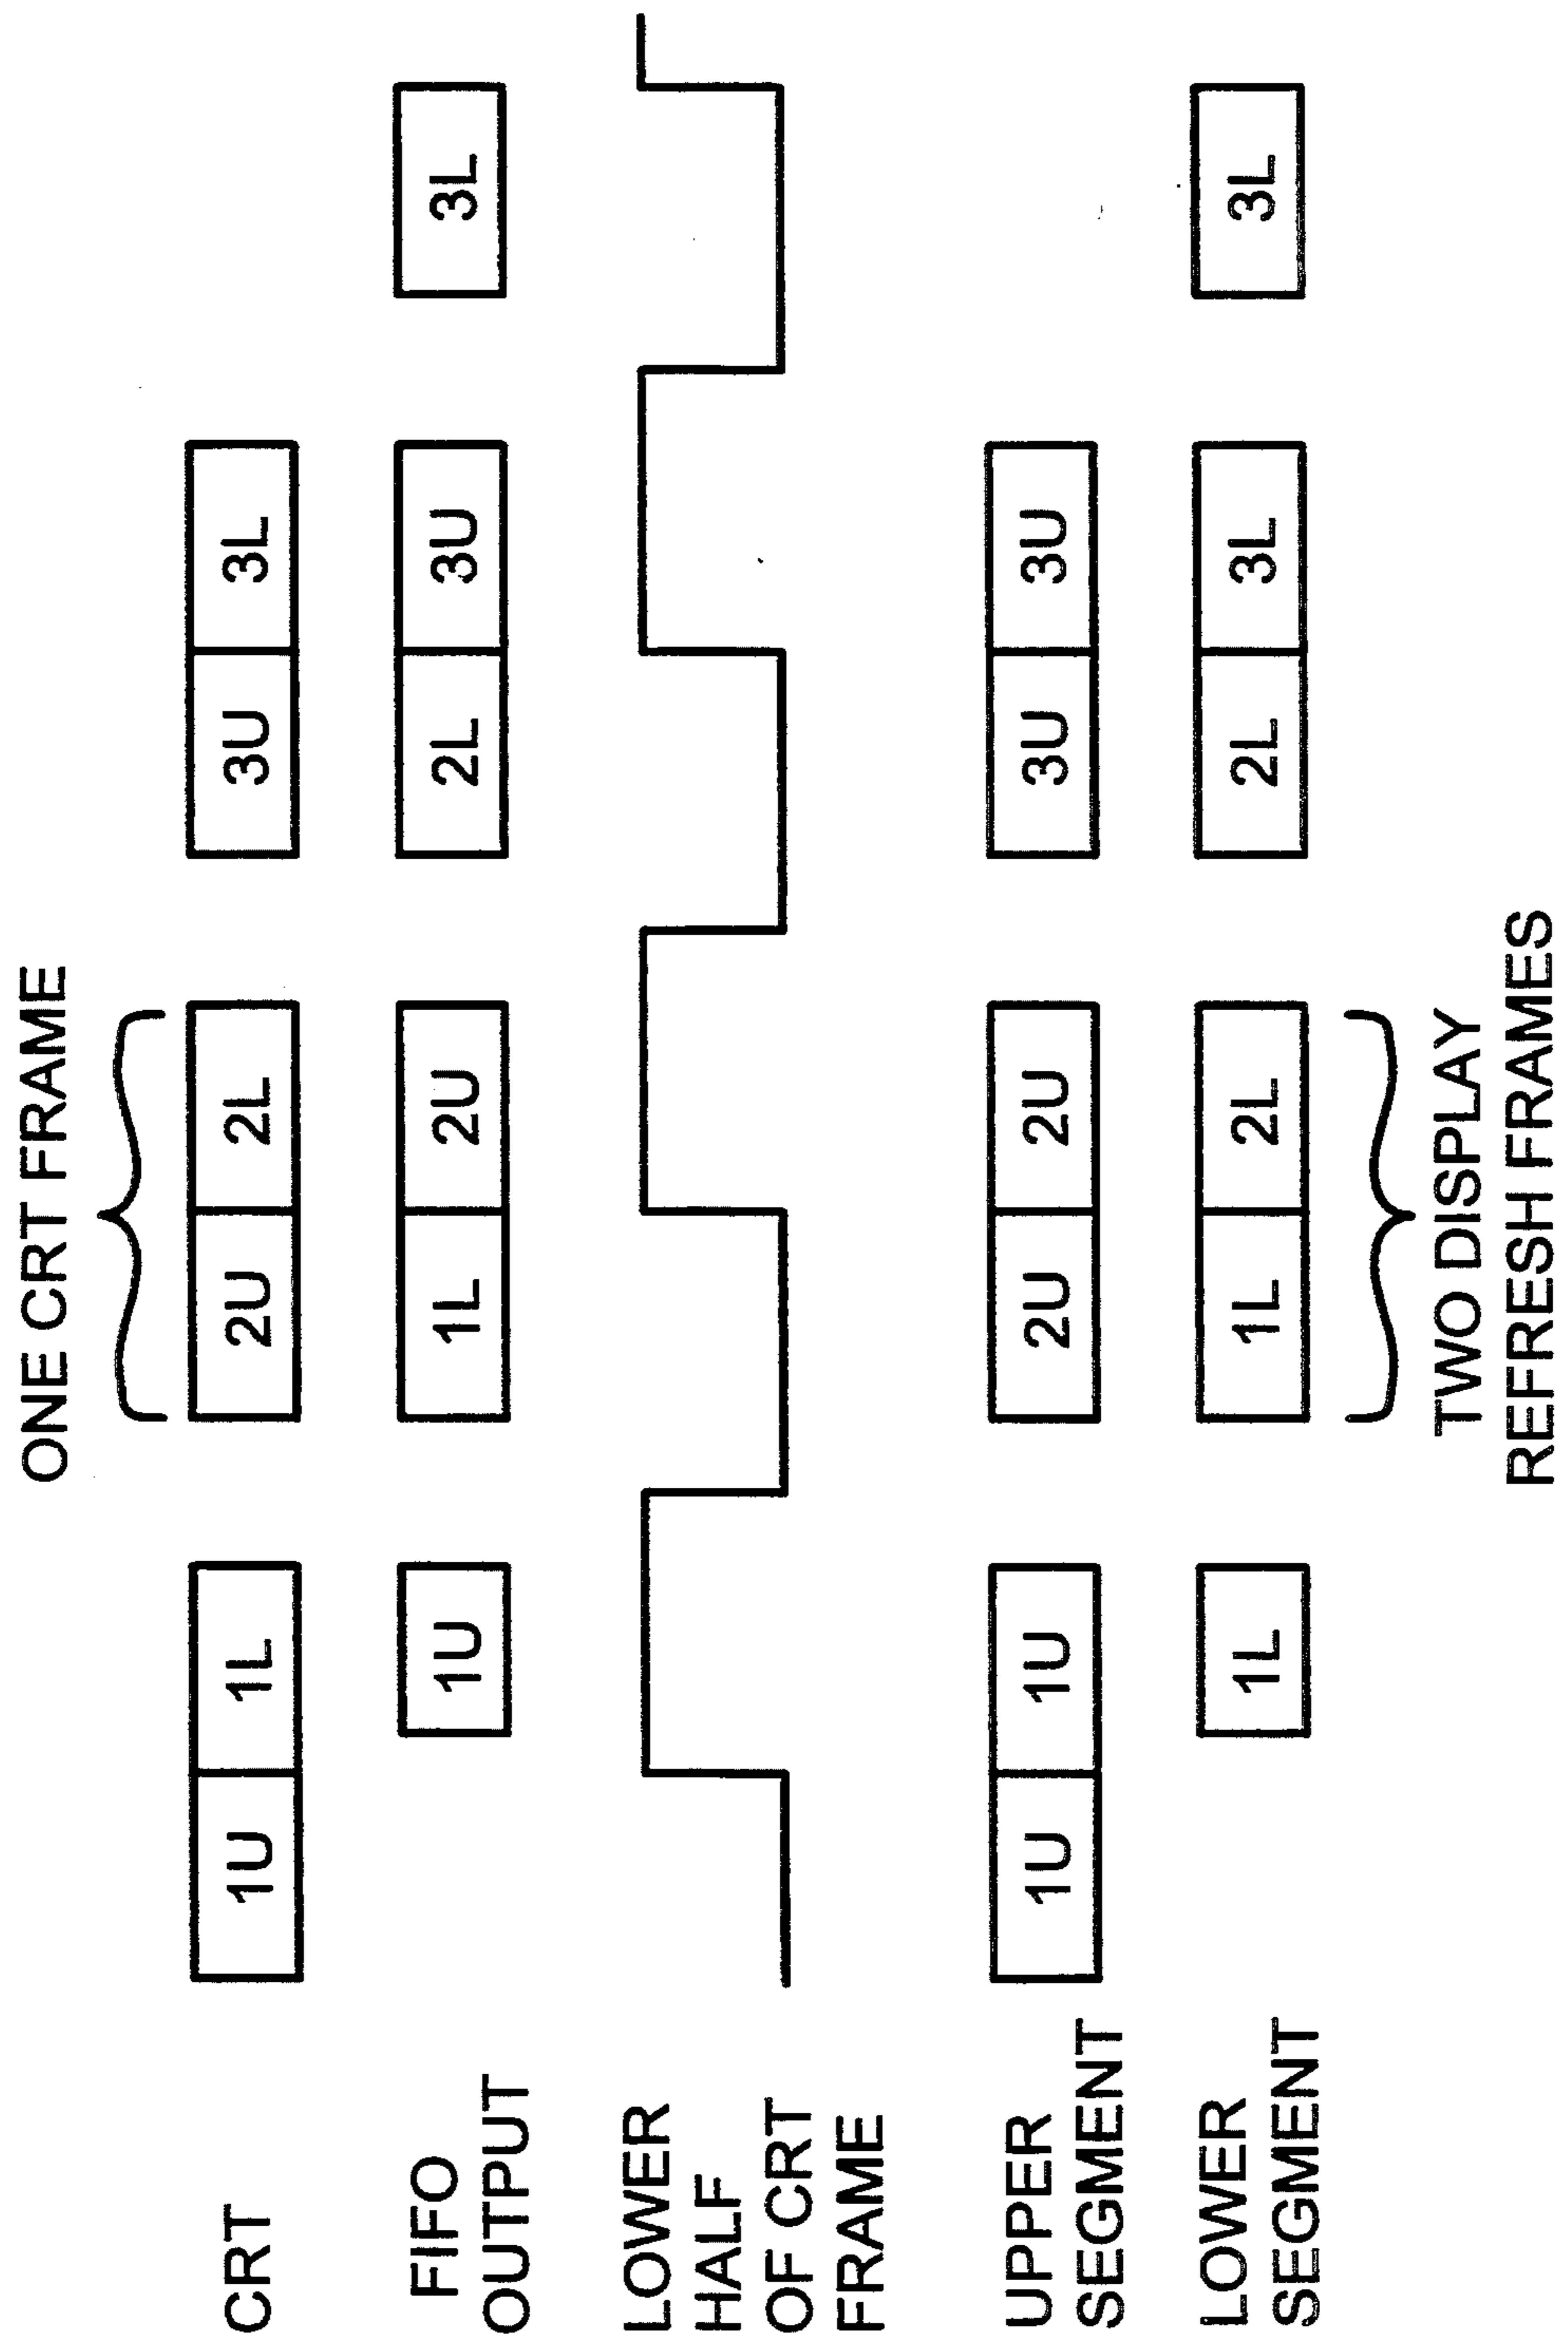 ONE CRT FRAME
CRT
1U 1L 2U 2L 3U 3L
FIFO
OUTPUT
1U 1L 2U 2L 3U 3L
LOWER
HALF
OF CRT
FRAME
UPPER
SEGMENT
1U 1U 2U 2U 3U 3U
LOWER
SEGMENT
1L 1L 2L 2L 3L 3L
TWO DISPLAY
REFRESH FRAMES